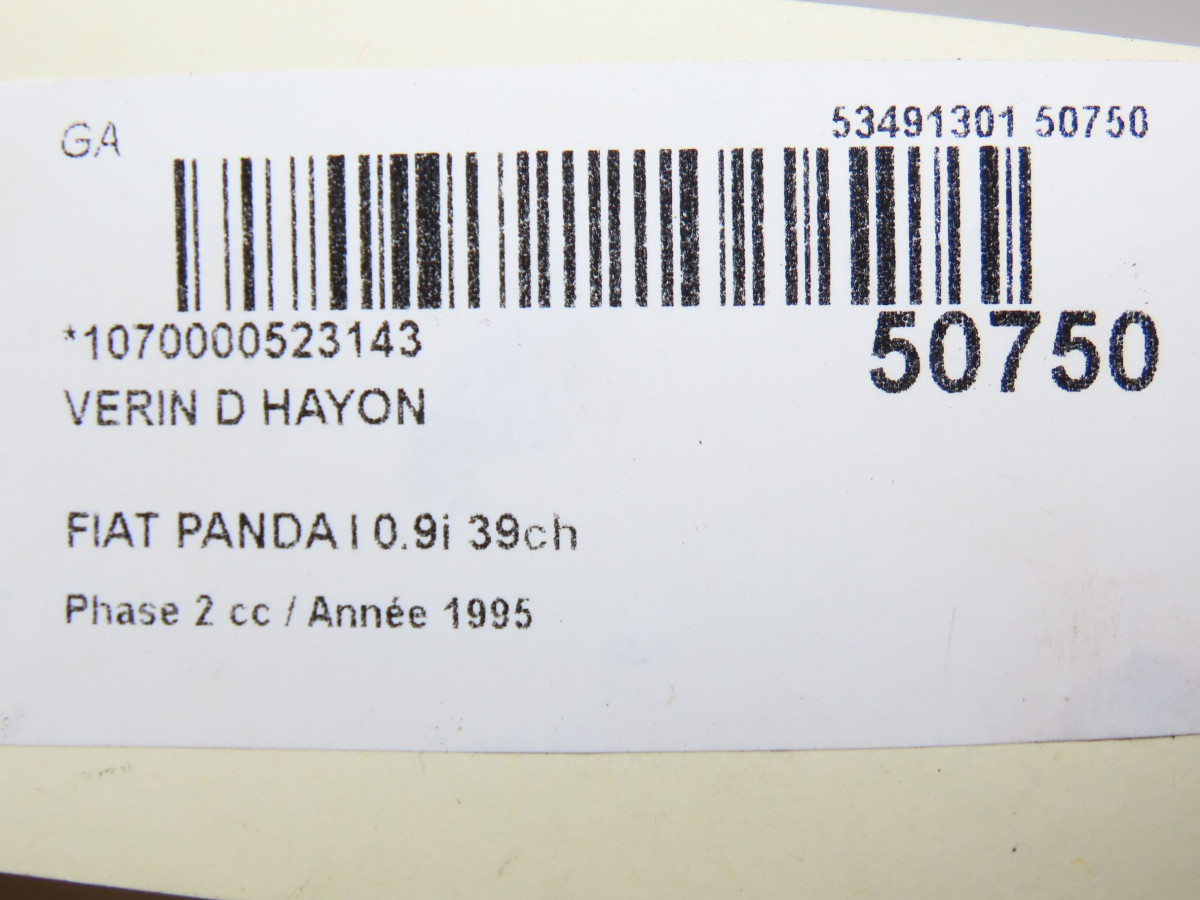 GA
53491301 50750
*1070000523143
50750
VERIN D HAYON
FIAT PANDA I 0.9i 39ch
Phase 2 cc / Année 1995